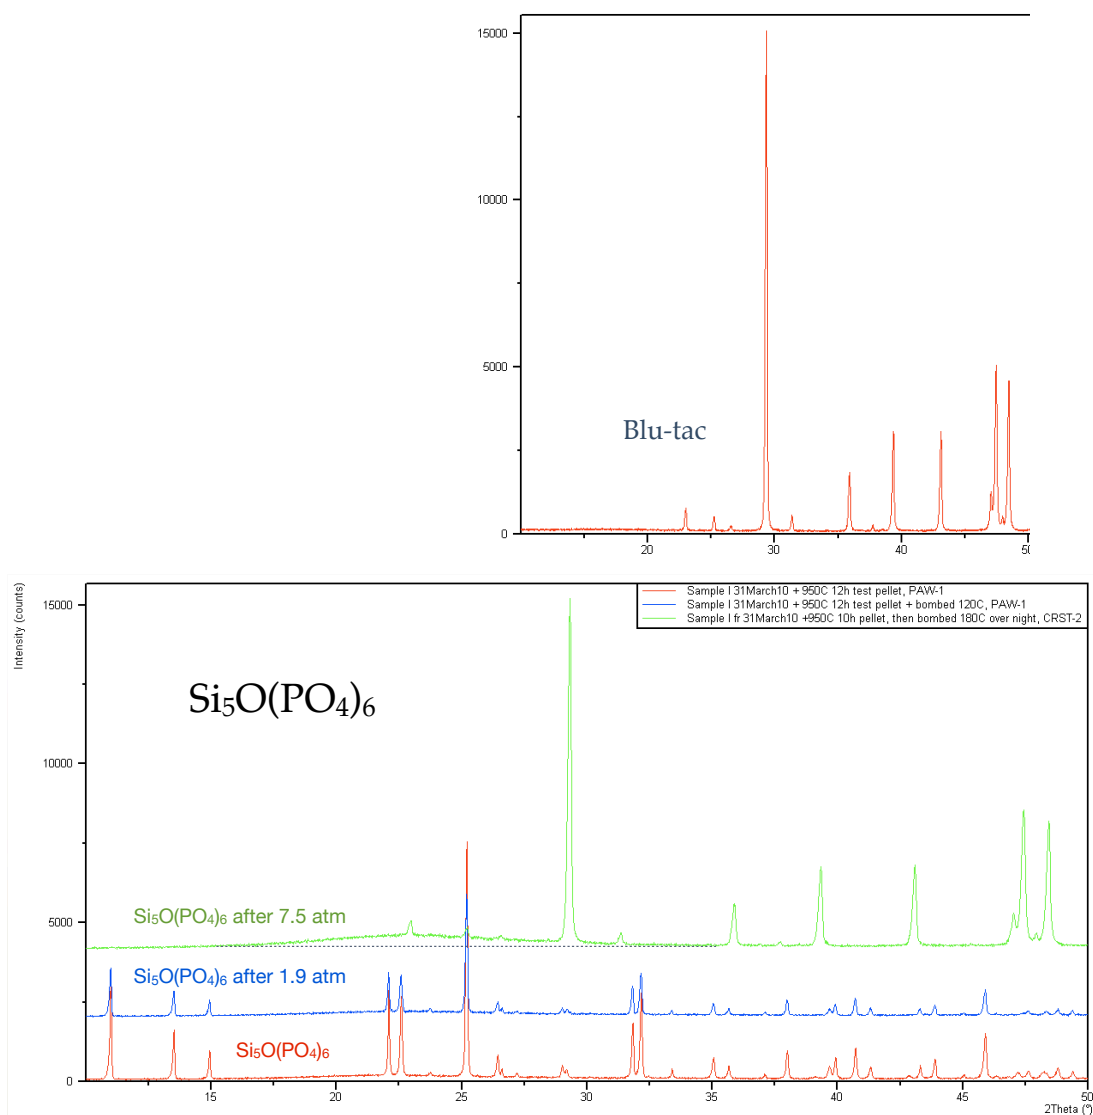 15000
10000
5000
0
Blu-tac
20
30
40
50
Intensity (counts)
15000
10000
5000
0
Sample I 31March10 +950C 12h test pellet, PAW-1
Sample I 31March10 + 950C 12h test pellet + bombed 120C, PAW-1
Sample I fr 31March10 +950C 10h pellet, then bombed 180C over night, CRST-2
Si₅O(PO₄)₆
Si₅O(PO₄)₆ after 7.5 atm
Si₅O(PO₄)₆ after 1.9 atm
Si₅O(PO₄)₆
15
20
25
30
35
40
45
50
2Theta (°)